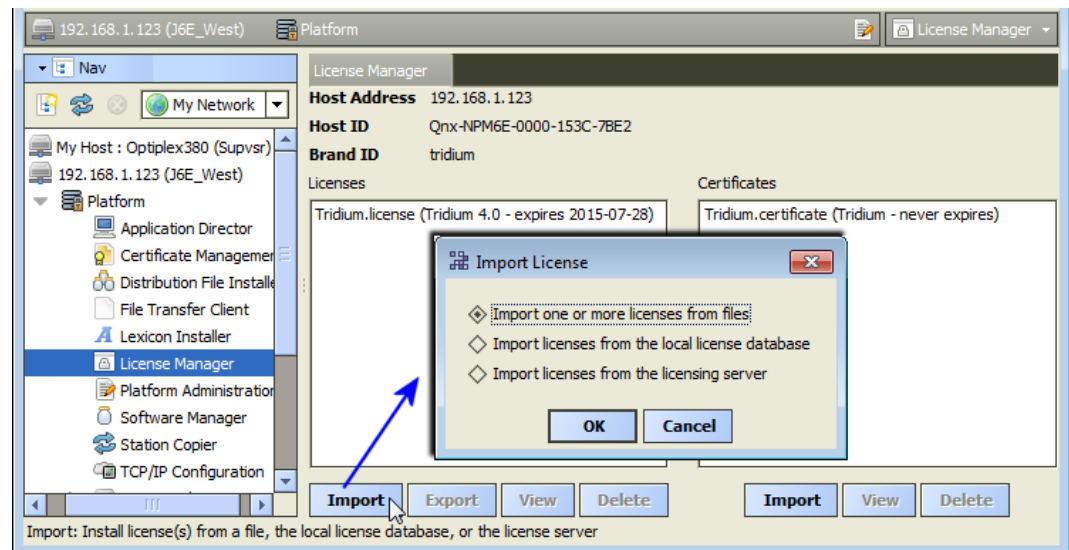 192.168.1.123 (J6E_West) Platform License Manager
Nav
My Network
My Host : Optiplex380 (Supvsr)
192.168.1.123 (J6E_West)
Platform
Application Director
Certificate Managemen
Distribution File Installe
File Transfer Client
Lexicon Installer
License Manager
Platform Administration
Software Manager
Station Copier
TCP/IP Configuration
License Manager
Host Address 192.168.1.123
Host ID Qnx-NPM6E-0000-153C-7BE2
Brand ID tridium
Licenses
Tridium.license (Tridium 4.0 - expires 2015-07-28)
Certificates
Tridium.certificate (Tridium - never expires)
Import License
Import one or more licenses from files
Import licenses from the local license database
Import licenses from the licensing server
OK Cancel
Import Export View Delete
Import View Delete
Import: Install license(s) from a file, the local license database, or the license server